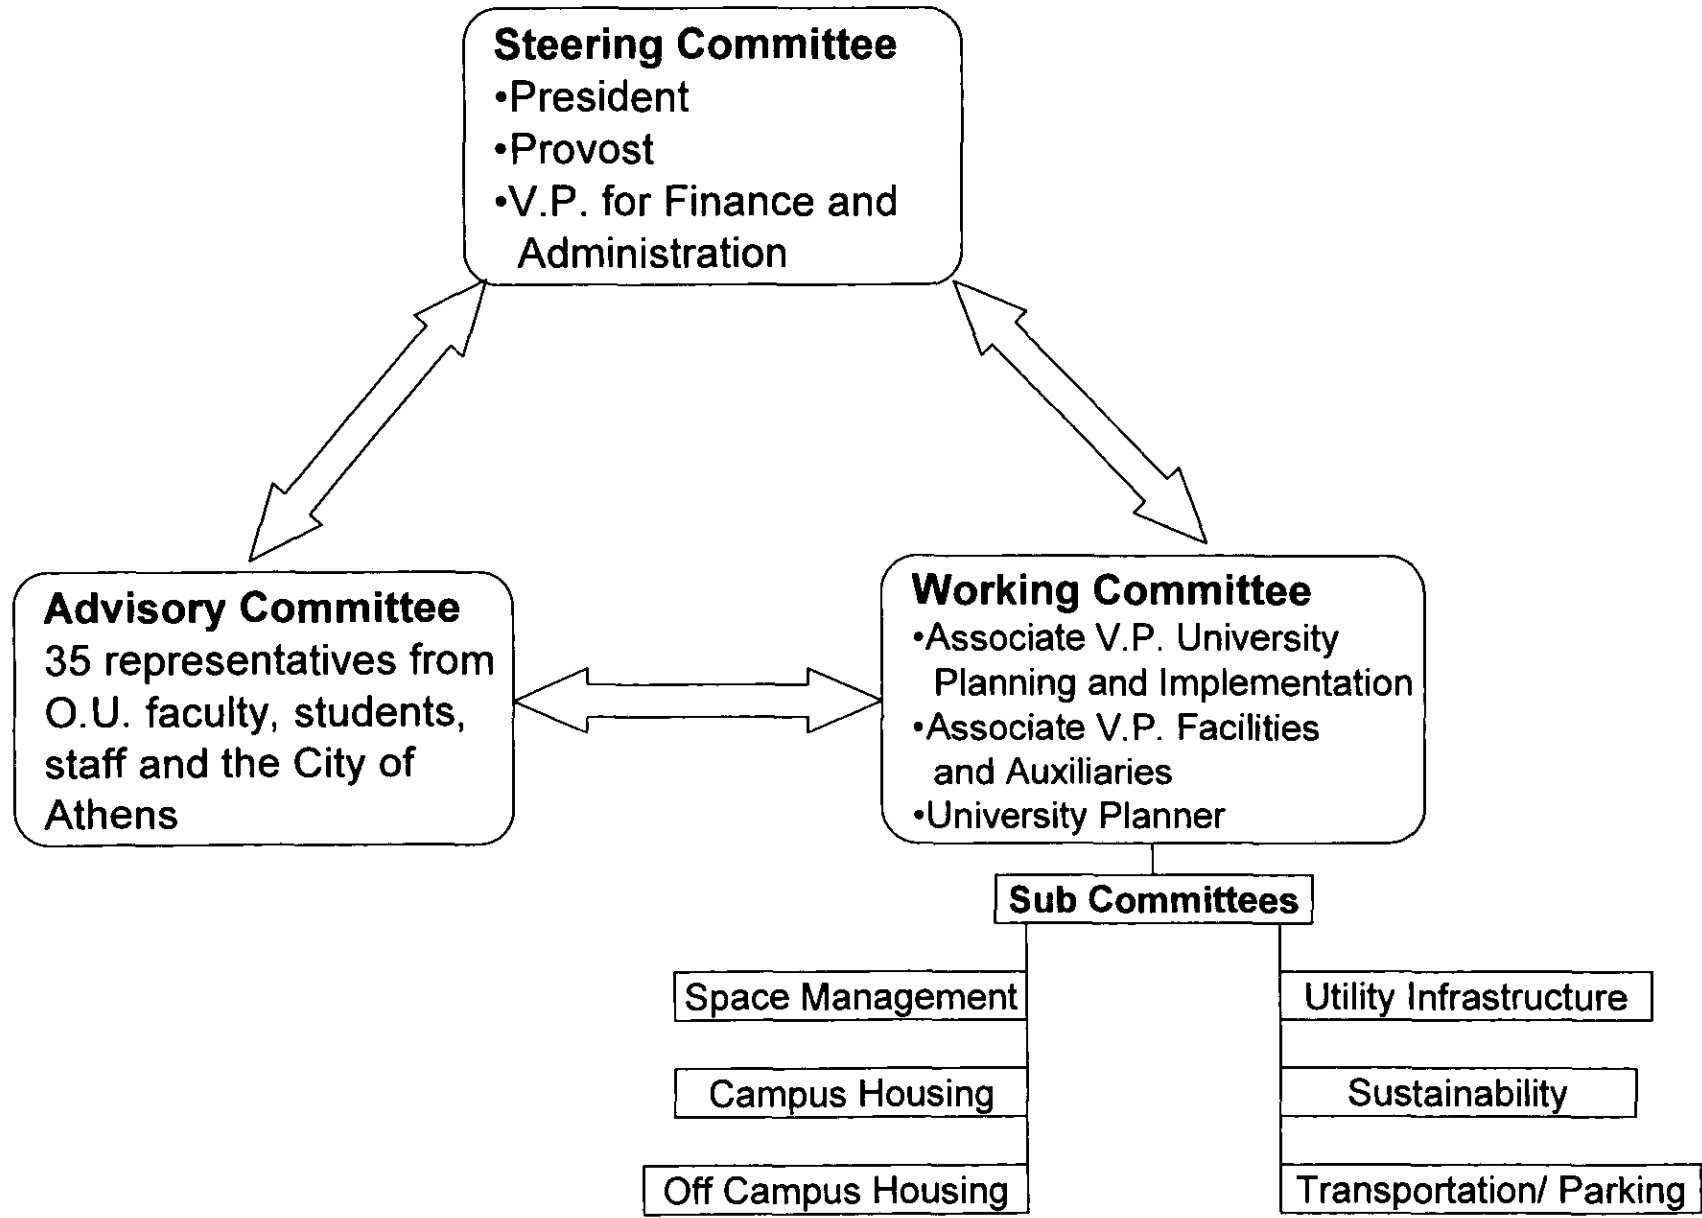 Steering Committee
•President
•Provost
•V.P. for Finance and
Administration
Advisory Committee
35 representatives from
O.U. faculty, students,
staff and the City of
Athens
Working Committee
•Associate V.P. University
Planning and Implementation
•Associate V.P. Facilities
and Auxiliaries
•University Planner
Sub Committees
Space Management
Campus Housing
Off Campus Housing
Utility Infrastructure
Sustainability
Transportation/ Parking